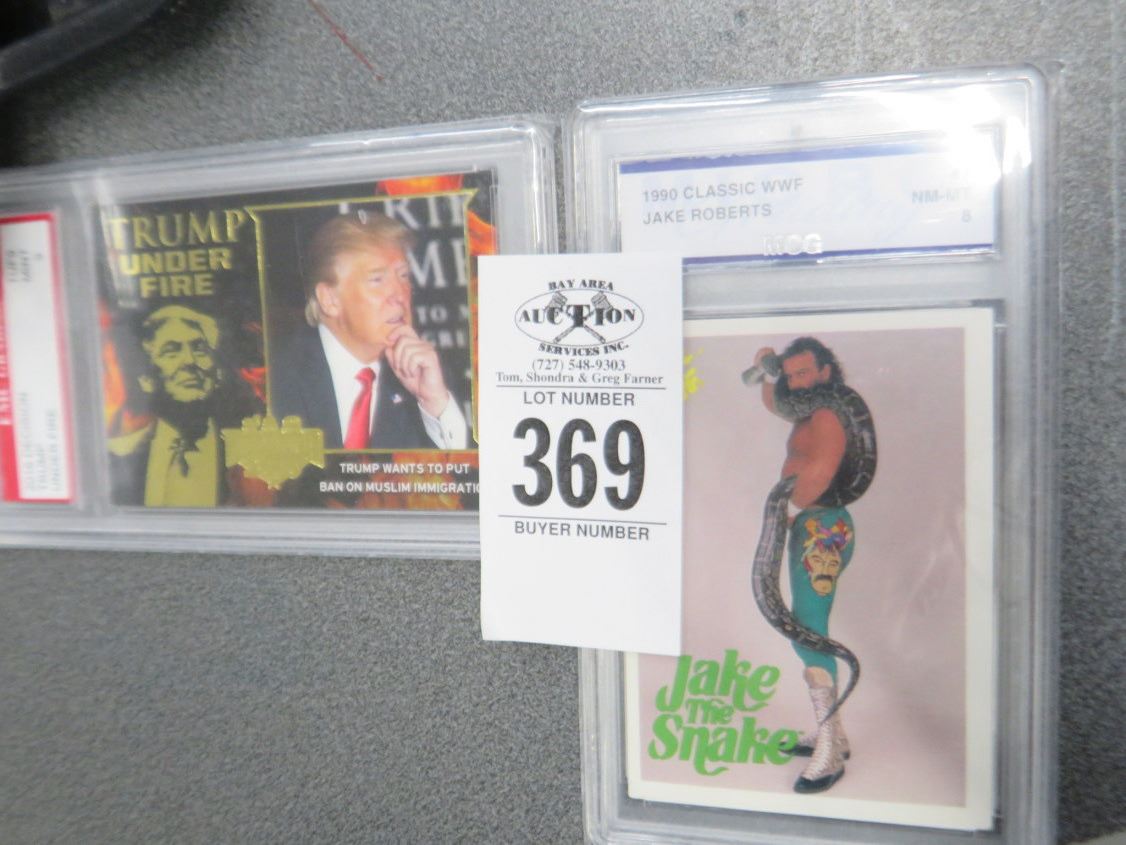 TRUMP
UNDER
FIRE
TRUMP WANTS TO PUT
BAN ON MUSLIM IMMIGRATIO
BAY AREA
AUCTION
SERVICES INC.
(727) 548-9303
Tom, Shondra & Greg Farner
LOT NUMBER
369
BUYER NUMBER
1990 CLASSIC WWF
JAKE ROBERTS
NM-MT
8
MGG
Jake
The
Snake